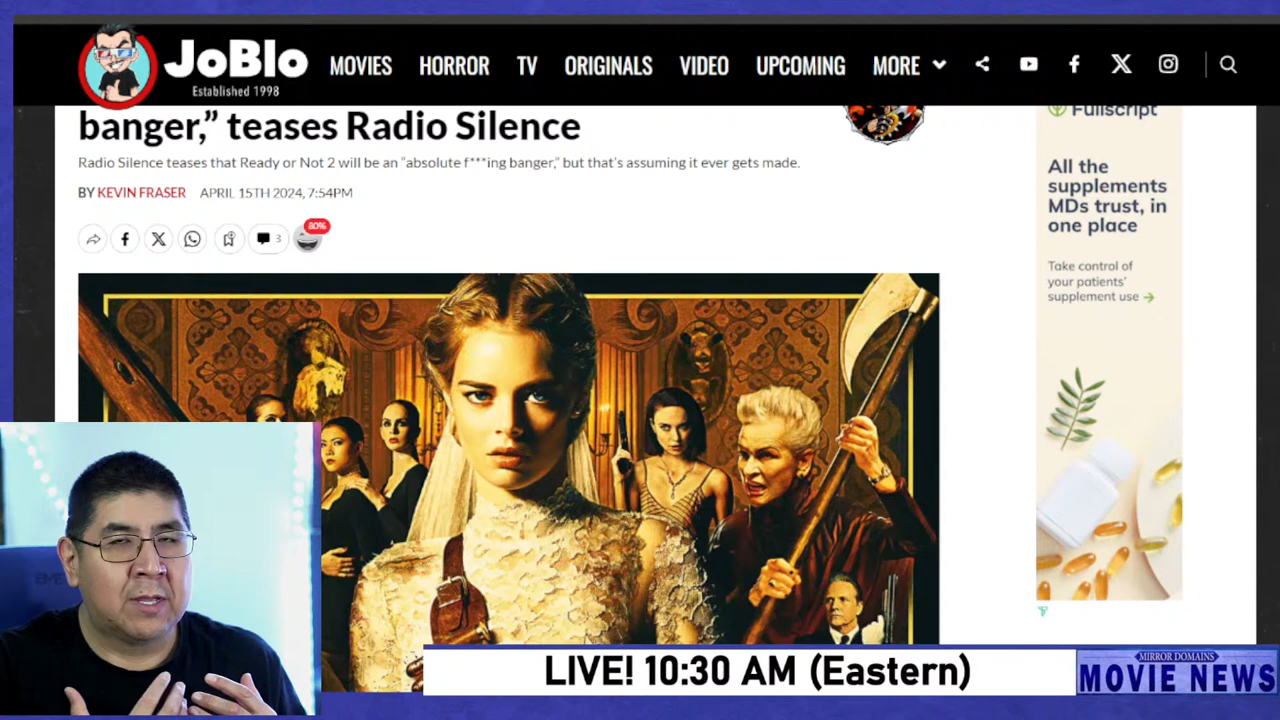 JoBlo
Established 1998
MOVIES HORROR TV ORIGINALS VIDEO UPCOMING MORE
banger,” teases Radio Silence
Radio Silence teases that Ready or Not 2 will be an “absolute f***ing banger,” but that’s assuming it ever gets made.
BY KEVIN FRASER APRIL 15TH 2024, 7:54PM
3
80%
Fullscript
All the
supplements
MDs trust, in
one place
Take control of
your patients’
supplement use →
LIVE! 10:30 AM (Eastern)
MIRROR DOMAINS
MOVIE NEWS